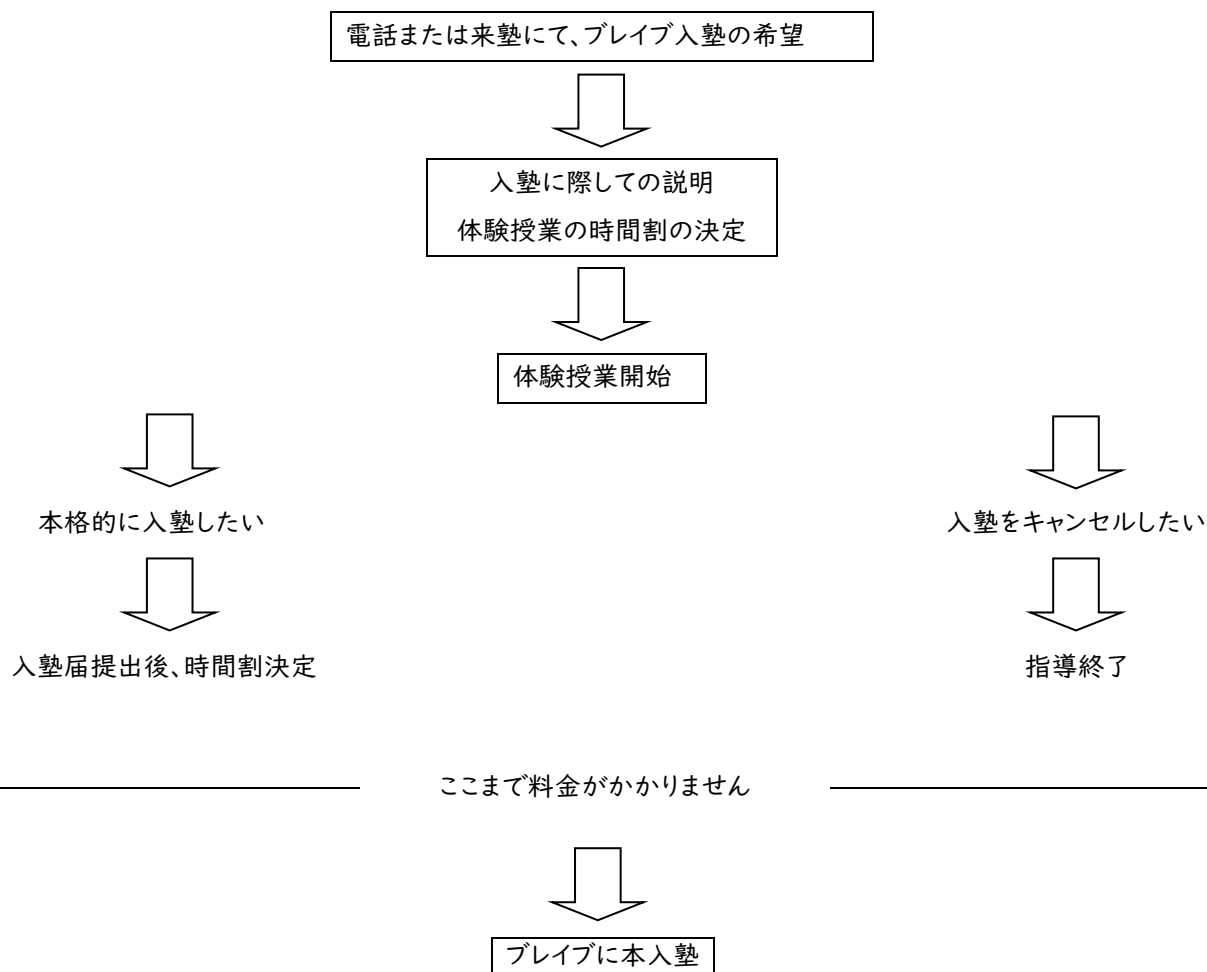 電話または来塾にて、ブレイブ入塾の希望
入塾に際しての説明
体験授業の時間割の決定
体験授業開始
本格的に入塾したい
入塾をキャンセルしたい
入塾届提出後、時間割決定
指導終了
ここまで料金がかかりません
ブレイブに本入塾